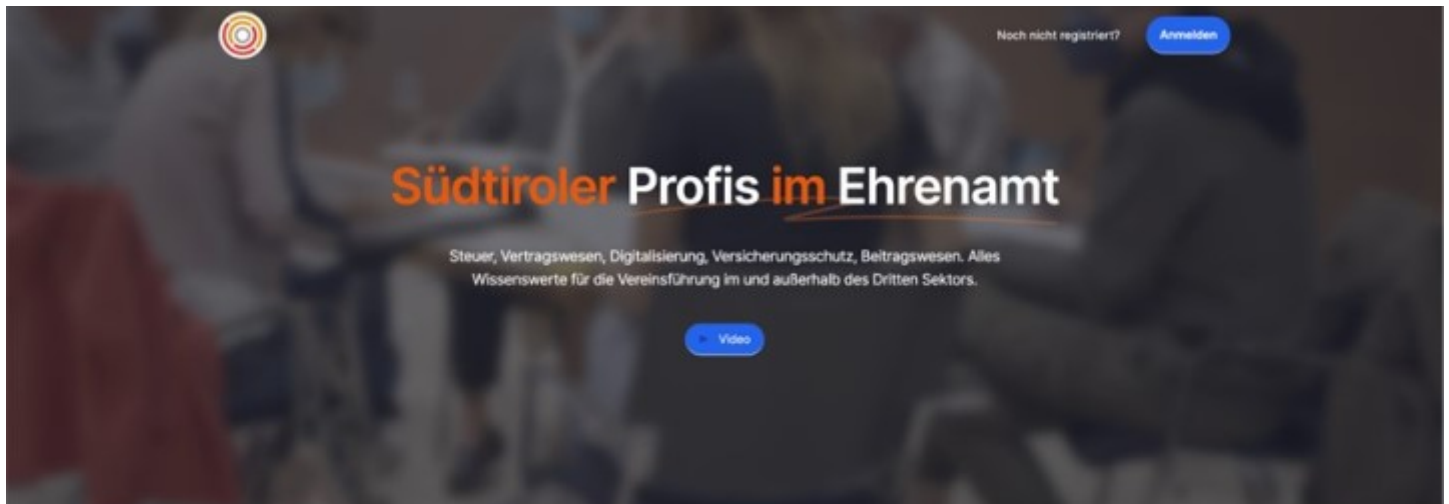 Noch nicht registriert?
Anmelden
Südtiroler Profis im Ehrenamt
Steuer, Vertragswesen, Digitalisierung, Versicherungsschutz, Beitragswesen. Alles
Wissenswerte für die Vereinsführung im und außerhalb des Dritten Sektors.
Video